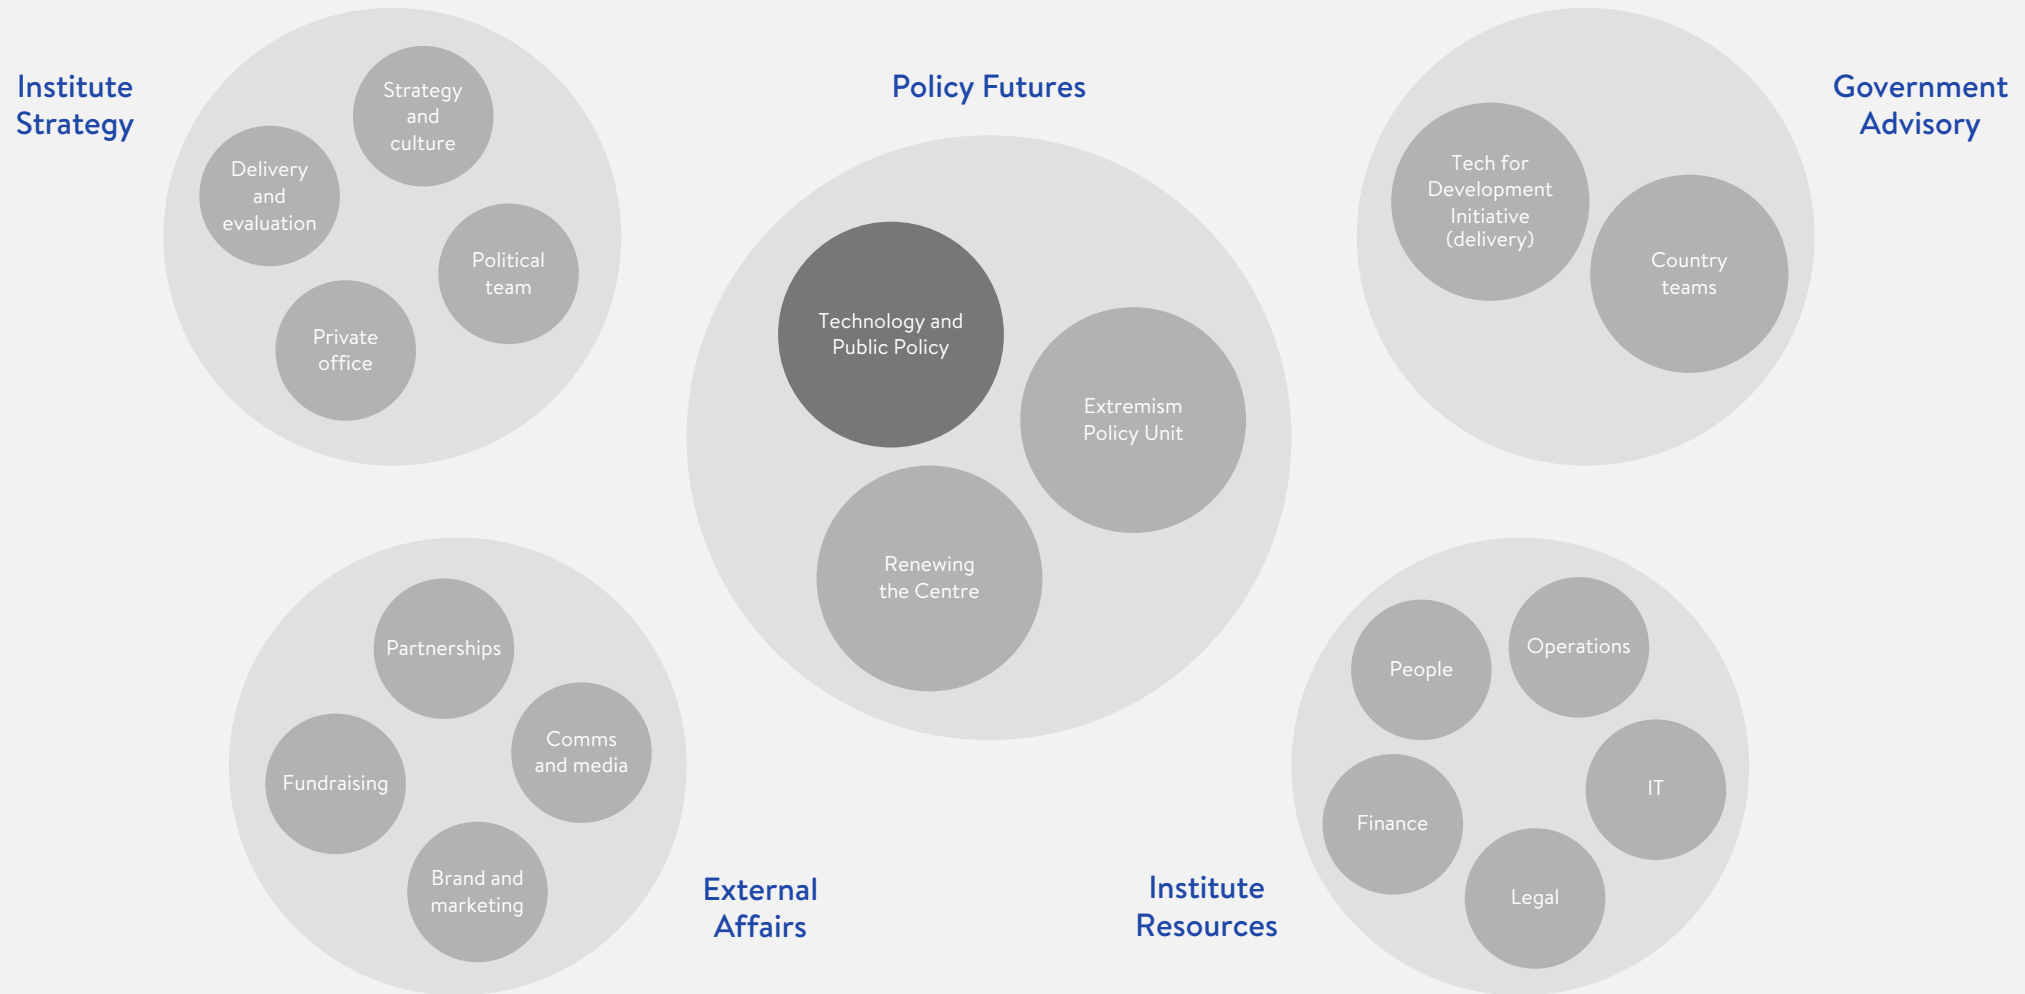 Institute
Strategy
Strategy
and
culture
Delivery
and
evaluation
Political
team
Private
office
Policy Futures
Technology and
Public Policy
Extremism
Policy Unit
Renewing
the Centre
Government
Advisory
Tech for
Development
Initiative
(delivery)
Country
teams
Partnerships
Comms
and media
Fundraising
Brand and
marketing
External
Affairs
Institute
Resources
People
Operations
IT
Finance
Legal